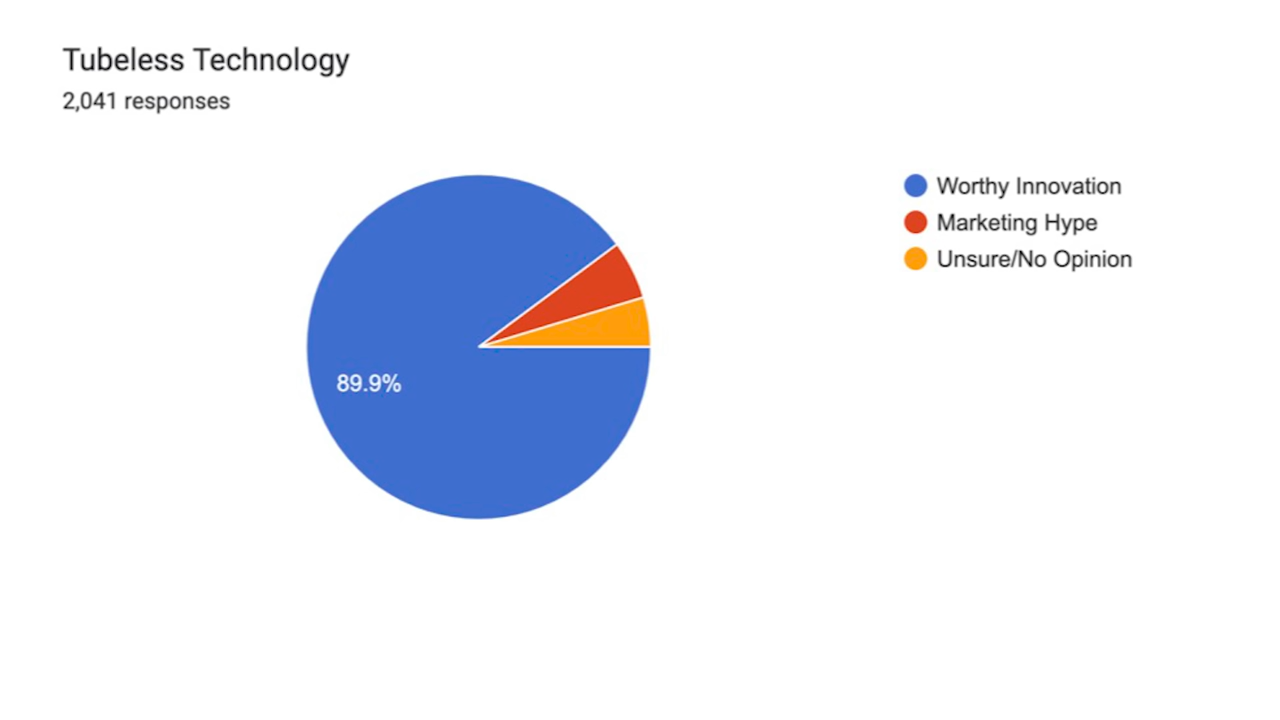 Tubeless Technology
2,041 responses
Worthy Innovation
Marketing Hype
Unsure/No Opinion
89.9%